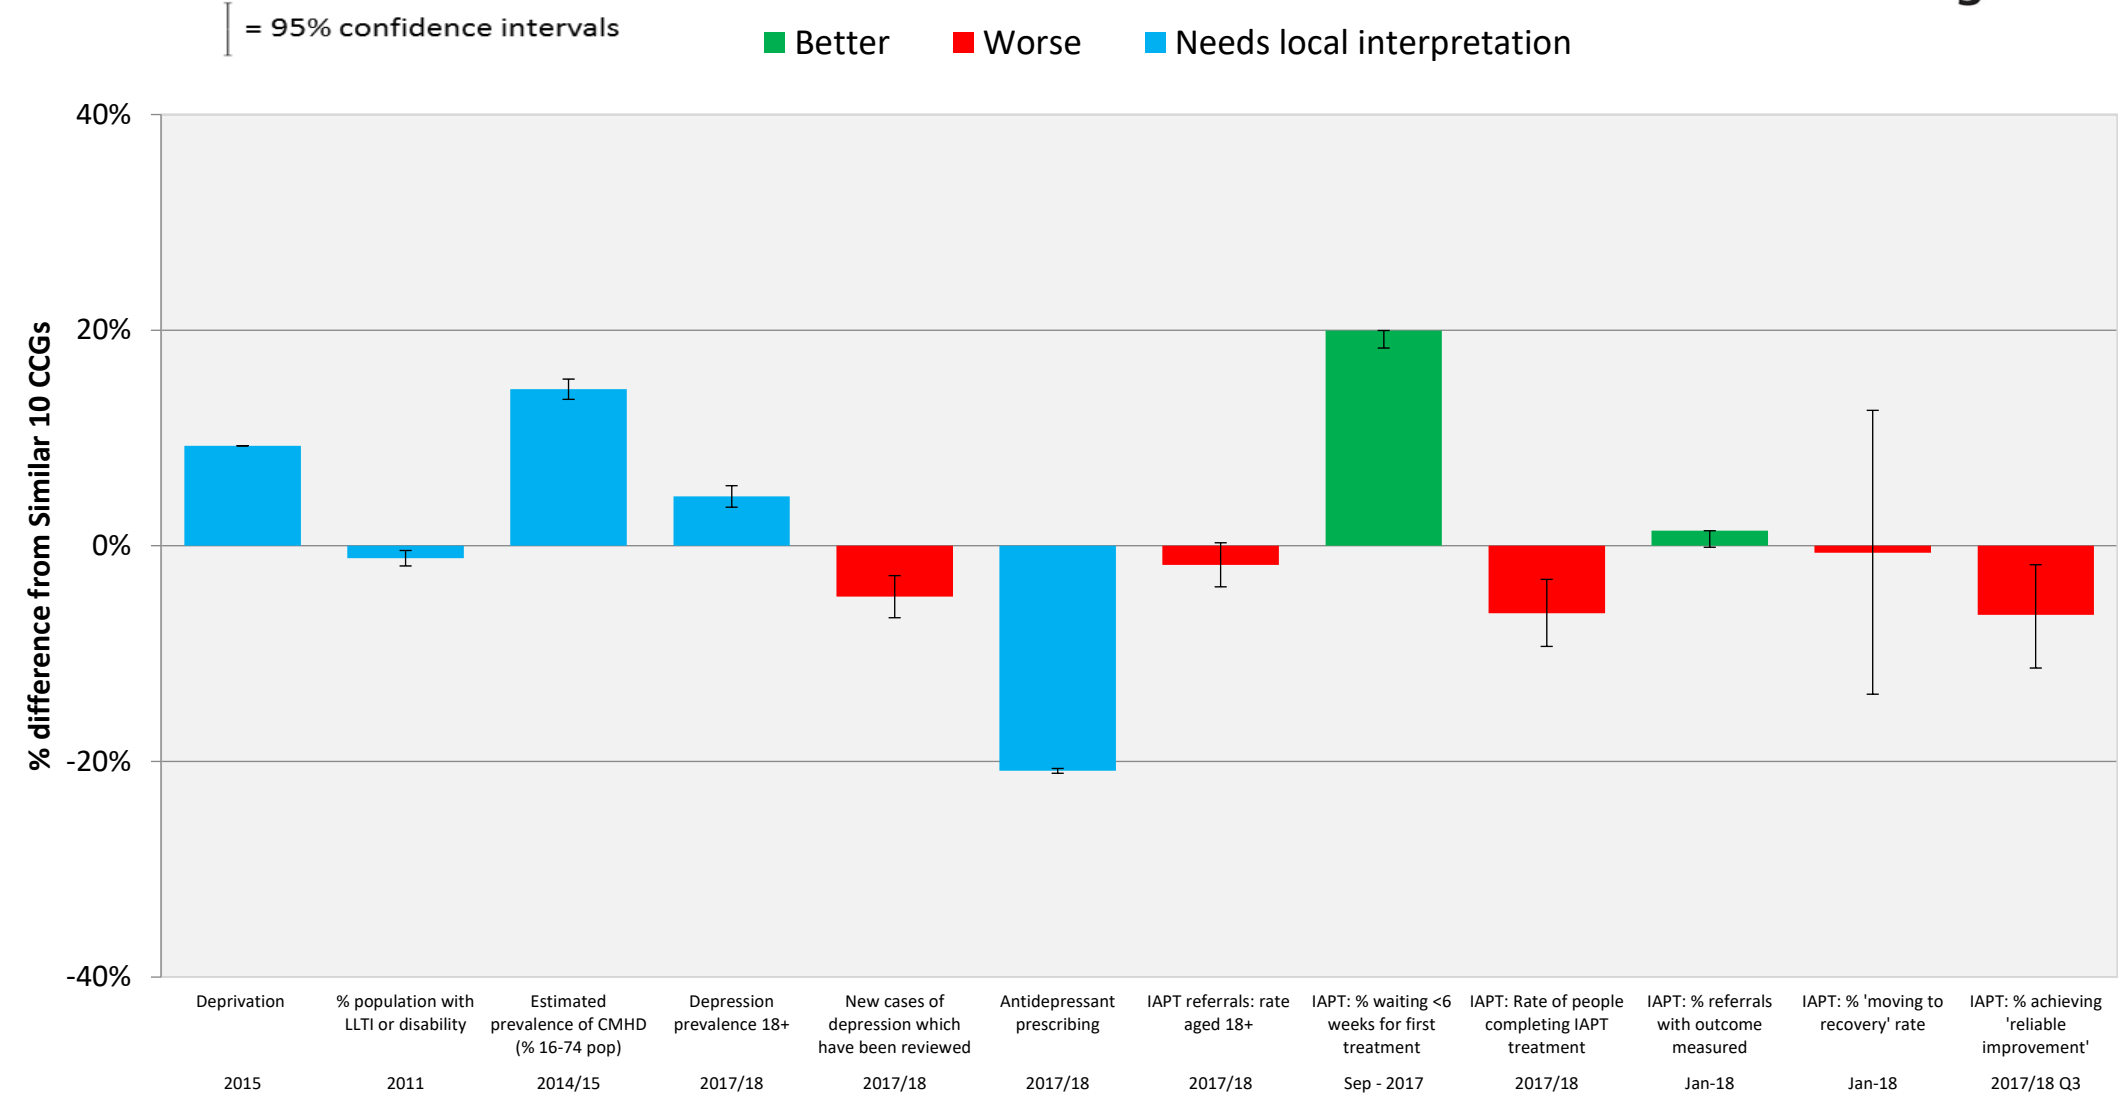 = 95% confidence intervals
Better
Worse
Needs local interpretation
% difference from Similar 10 CCGs
40%
20%
0%
-20%
-40%
Deprivation
2015
% population with
LLTI or disability
2011
Estimated
prevalence of CMHD
(% 16-74 pop)
2014/15
Depression
prevalence 18+
2017/18
New cases of
depression which
have been reviewed
2017/18
Antidepressant
prescribing
2017/18
IAPT referrals: rate
aged 18+
2017/18
IAPT: % waiting <6
weeks for first
treatment
Sep - 2017
IAPT: Rate of people
completing IAPT
treatment
2017/18
IAPT: % referrals
with outcome
measured
Jan-18
IAPT: % 'moving to
recovery' rate
Jan-18
IAPT: % achieving
'reliable
improvement'
2017/18 Q3